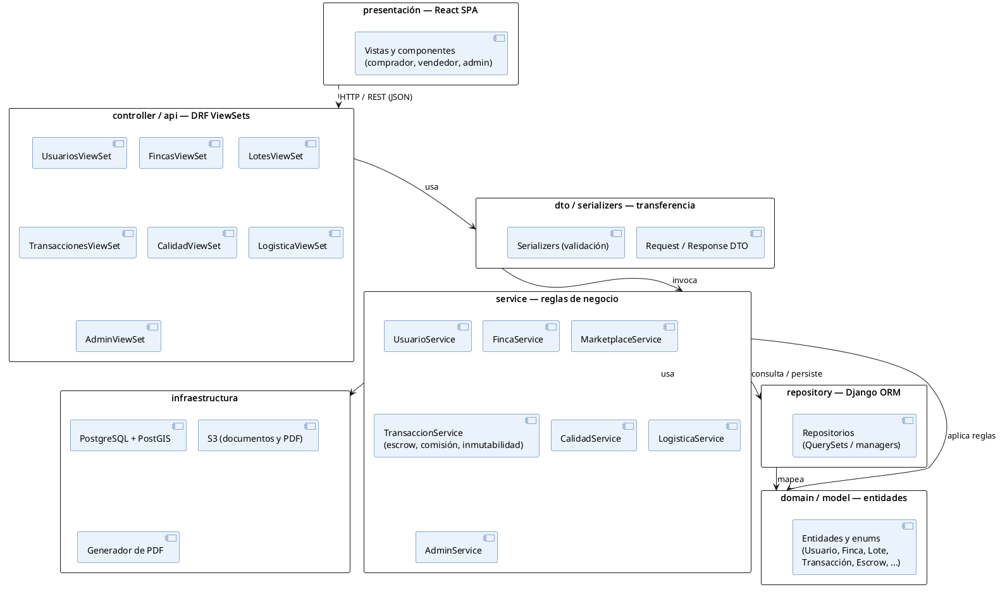 presentación — React SPA
Vistas y componentes
(comprador, vendedor, admin)
HTTP / REST (JSON)
controller / api — DRF ViewSets
UsuariosViewSet
FincasViewSet
LotesViewSet
TransaccionesViewSet
CalidadViewSet
LogisticaViewSet
AdminViewSet
usa
dto / serializers — transferencia
Serializers (validación)
Request / Response DTO
invoca
service — reglas de negocio
UsuarioService
FincaService
MarketplaceService
TransaccionService
(escrow, comisión, inmutabilidad)
CalidadService
LogisticaService
AdminService
usa
consulta / persiste
aplica reglas
infraestructura
PostgreSQL + PostGIS
S3 (documentos y PDF)
Generador de PDF
repository — Django ORM
Repositorios
(QuerySets / managers)
mapea
domain / model — entidades
Entidades y enums
(Usuario, Finca, Lote,
Transacción, Escrow, ...)